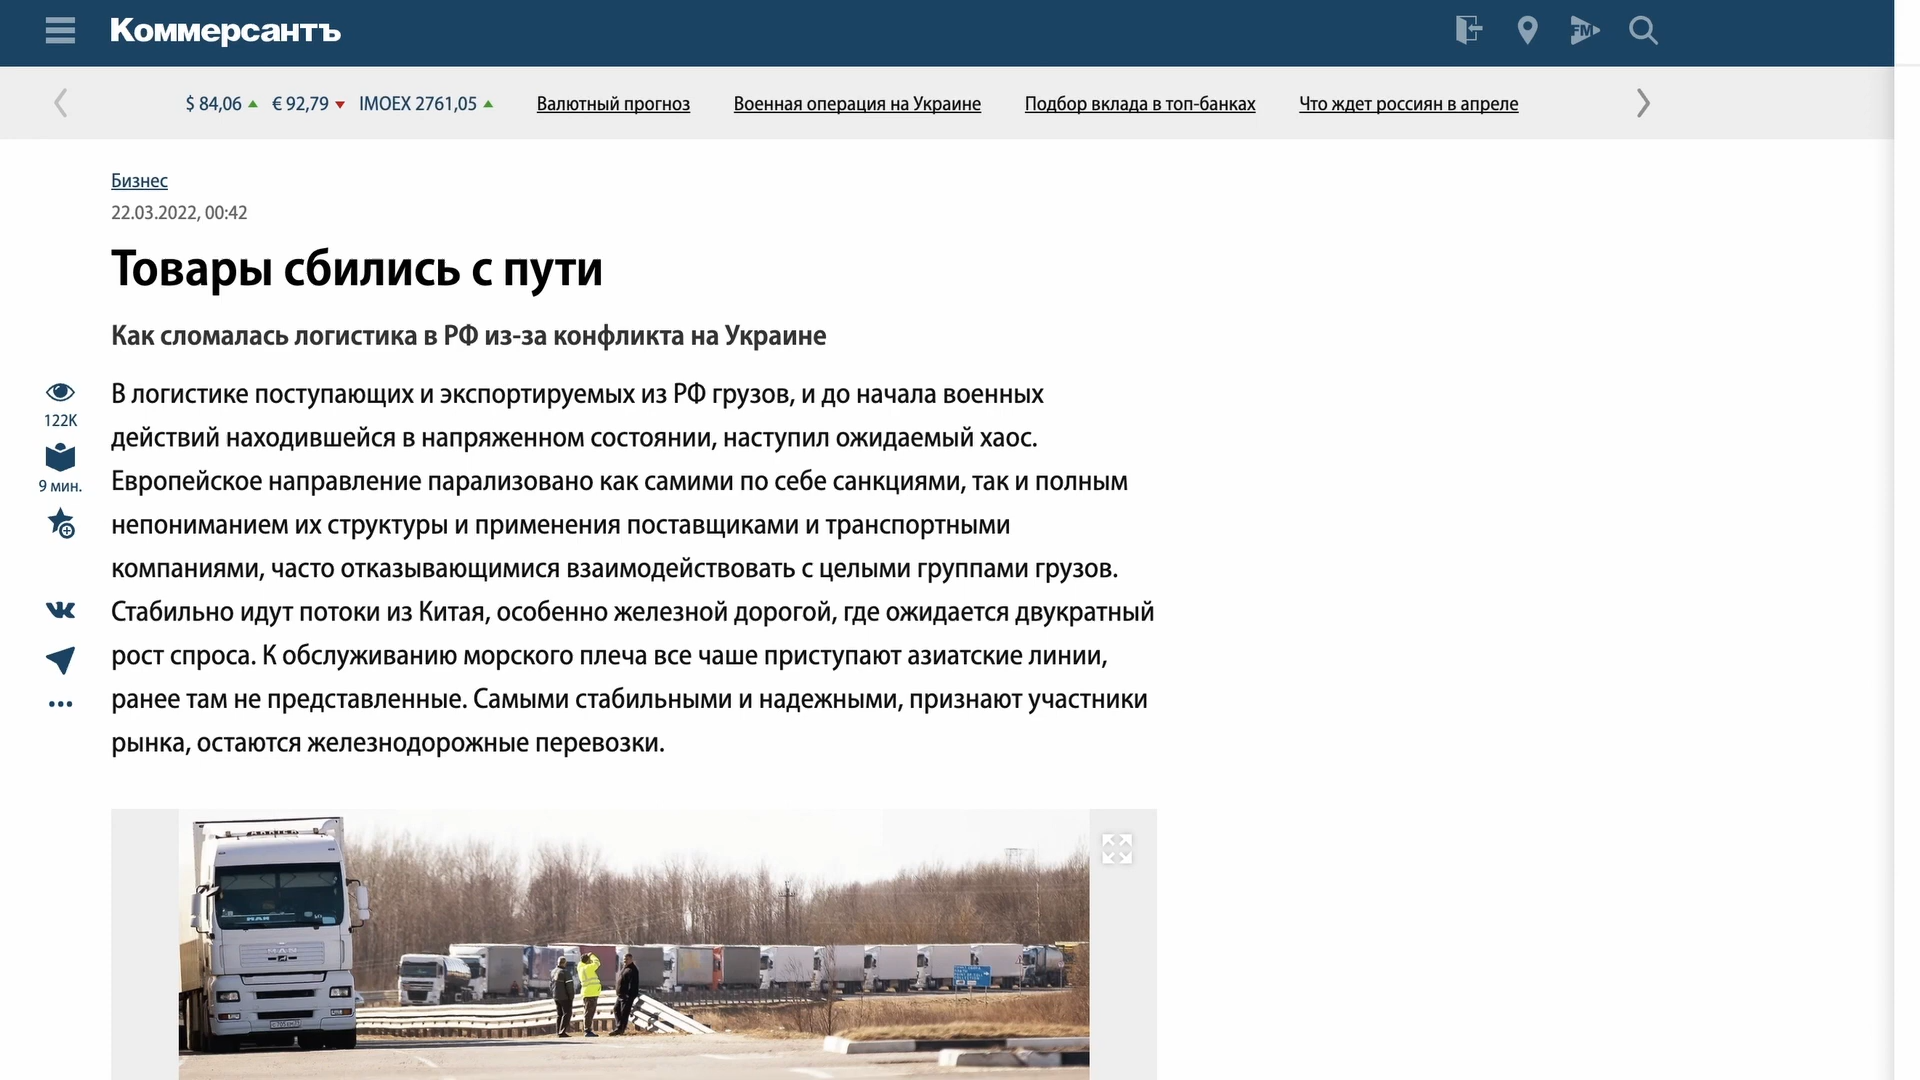 Коммерсантъ
FM
$ 84,06 € 92,79 IMOEX 2761,05 Валютный прогноз Военная операция на Украине Подбор вклада в топ-банках Что ждет россиян в апреле
Бизнес
22.03.2022, 00:42
Товары сбились с пути
Как сломалась логистика в РФ из-за конфликта на Украине
В логистике поступающих и экспортируемых из РФ грузов, и до начала военных
действий находившейся в напряженном состоянии, наступил ожидаемый хаос.
Европейское направление парализовано как самими по себе санкциями, так и полным
непониманием их структуры и применения поставщиками и транспортными
компаниями, часто отказывающимися взаимодействовать с целыми группами грузов.
Стабильно идут потоки из Китая, особенно железной дорогой, где ожидается двукратный
рост спроса. К обслуживанию морского плеча все чаше приступают азиатские линии,
ранее там не представленные. Самыми стабильными и надежными, признают участники
рынка, остаются железнодорожные перевозки.
122K
9 мин.
MAN